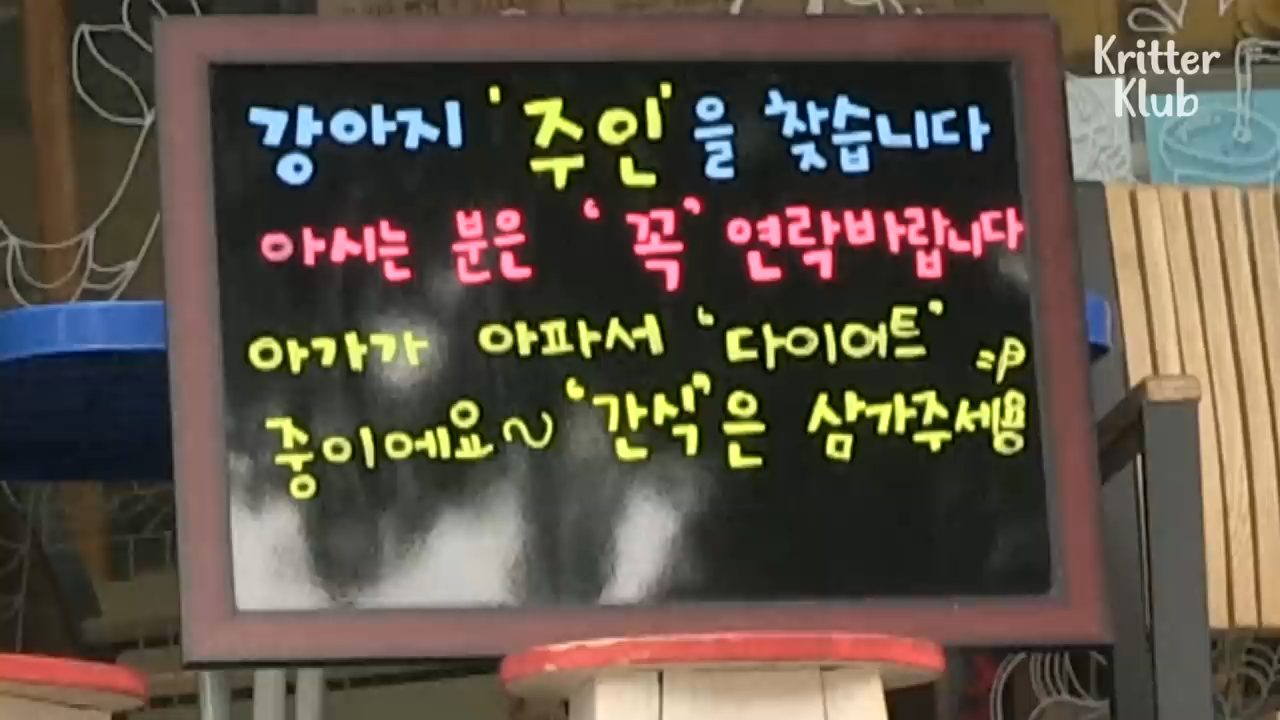 Kritter
Klub
강아지 '주인'을 찾습니다
아시는 분은 '꼭' 연락바랍니다
아가가 아파서 '다이어트' =P
중이에요~ "간식"은 삼가주세용